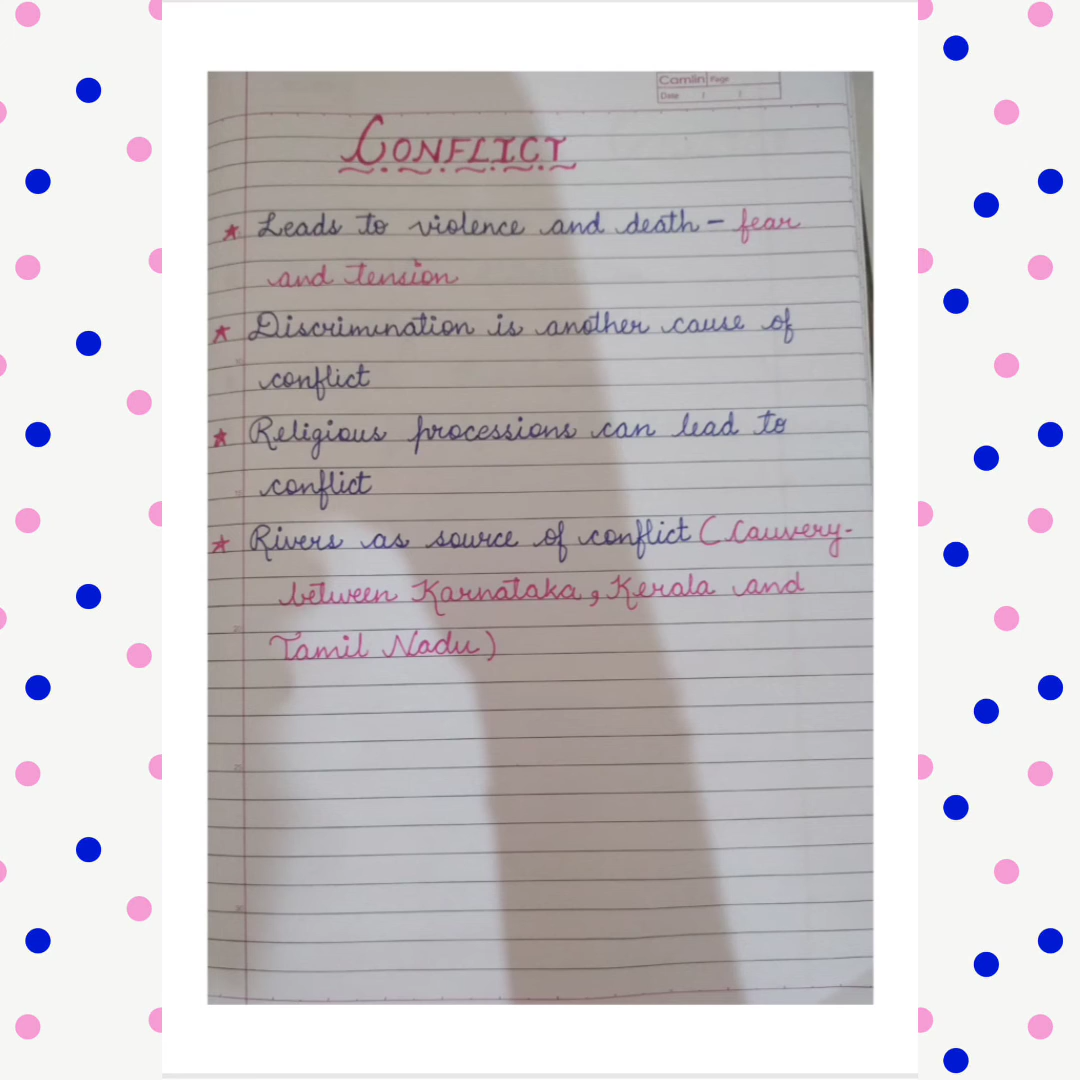 Camlin Page
Date / /
CONFLICT
★ Leads to violence and death - fear
and tension
★ Discrimination is another cause of
conflict
★ Religious processions can lead to
conflict
★ Rivers as source of conflict (Cauvery-
between Karnataka, Kerala and
Tamil Nadu)